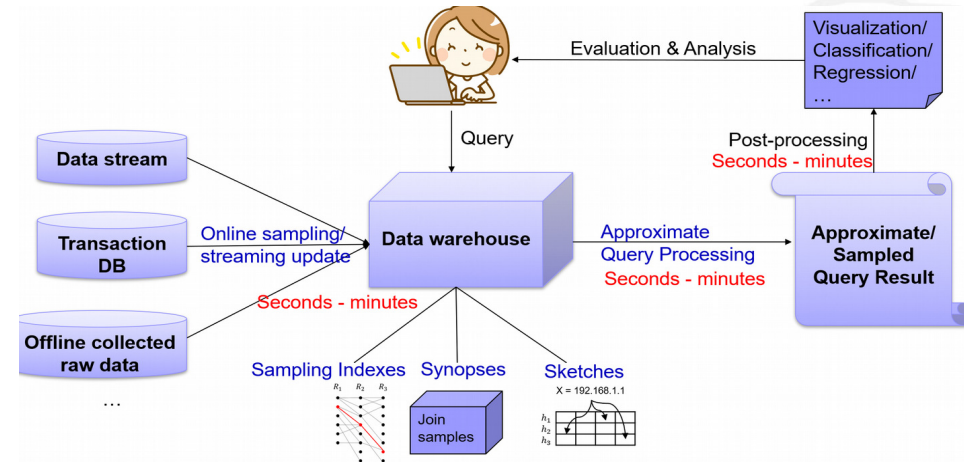 Visualization/
Classification/
Regression/
...
Evaluation & Analysis
Query
Post-processing
Seconds - minutes
Data stream
Transaction
DB
Offline collected
raw data
...
Online sampling/
streaming update
Seconds - minutes
Data warehouse
Approximate
Query Processing
Seconds - minutes
Approximate/
Sampled
Query Result
Sampling Indexes
R₁ R₂ R₃
Synopses
Join
samples
Sketches
X = 192.168.1.1
h₁
h₂
h₃